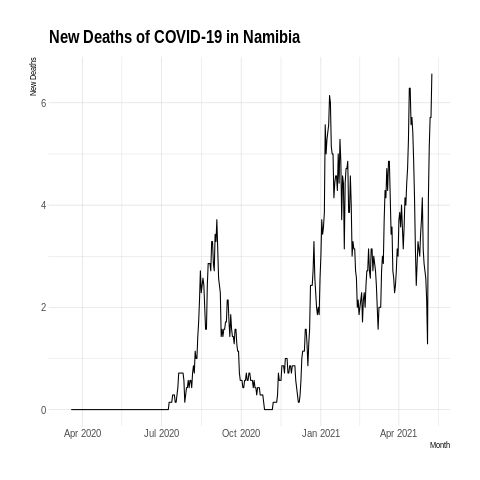 New Deaths of COVID-19 in Namibia
New Deaths
6
4
2
0
Apr 2020 Jul 2020 Oct 2020 Jan 2021 Apr 2021
Month